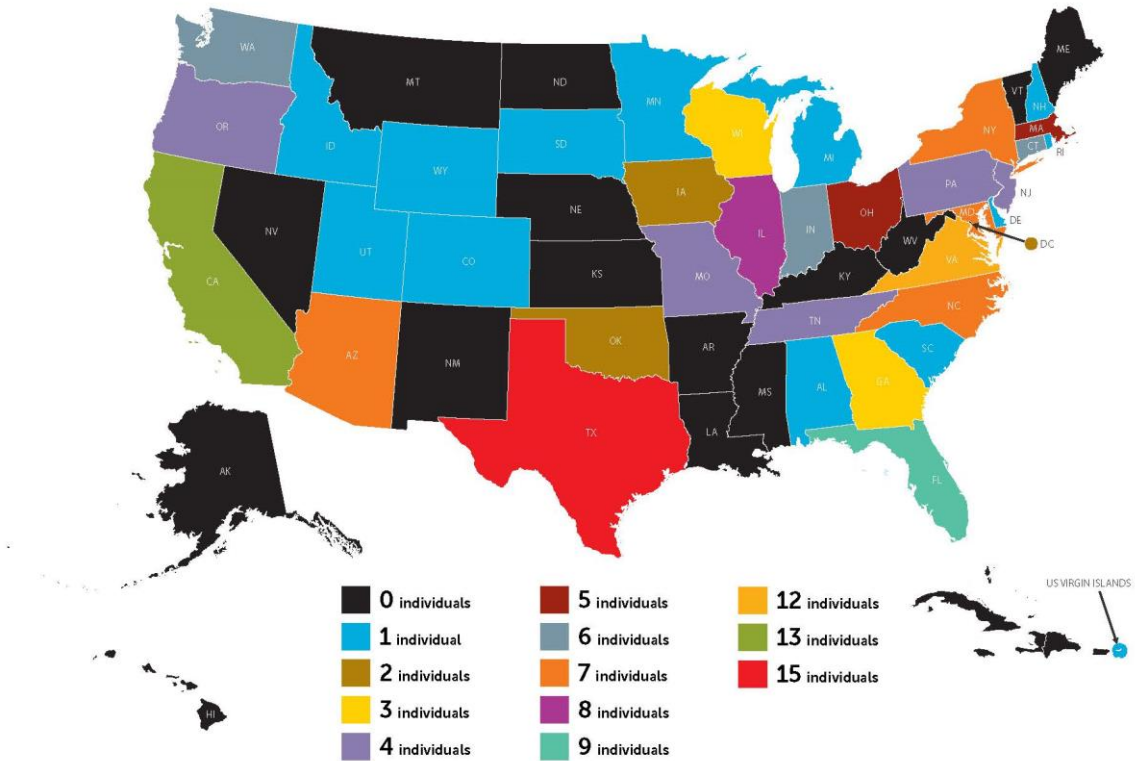 ME
WA
MT
ND
VT
NH
MN
OR
ID
SD
WI
NY
MA
WY
MI
CT
RI
IA
PA
NJ
NE
OH
MD
DE
NV
UT
CO
IL
IN
WV
DC
VA
CA
KS
MO
KY
NC
TN
AZ
NM
OK
AR
SC
MS
AL
GA
TX
LA
FL
AK
HI
US VIRGIN ISLANDS
0 individuals
1 individual
2 individuals
3 individuals
4 individuals
5 individuals
6 individuals
7 individuals
8 individuals
9 individuals
12 individuals
13 individuals
15 individuals